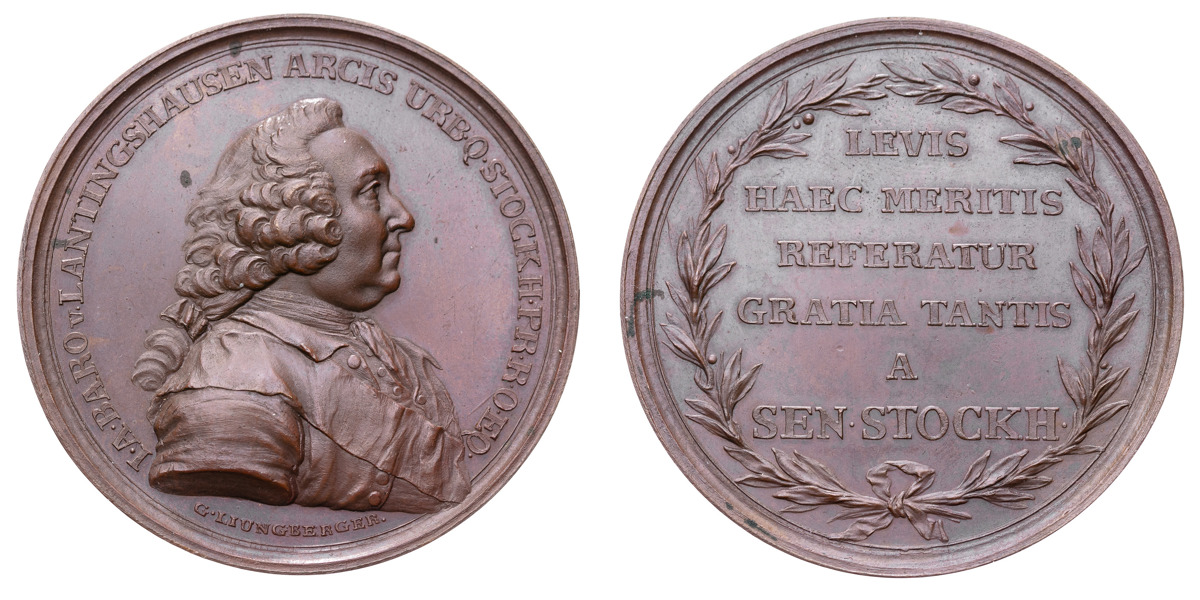 I·A·BARO v. LANTINGSHAUSEN ARCIS URB·Q·STOCKH·PR·R·O·EQ.
G·LIUNGBERGER.
LEVIS
HAEC MERITIS
REFERATUR
GRATIA TANTIS
A
SEN·STOCKH·